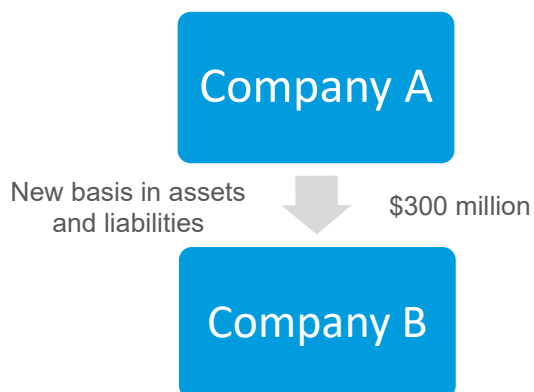 Company A
New basis in assets
and liabilities
$300 million
Company B